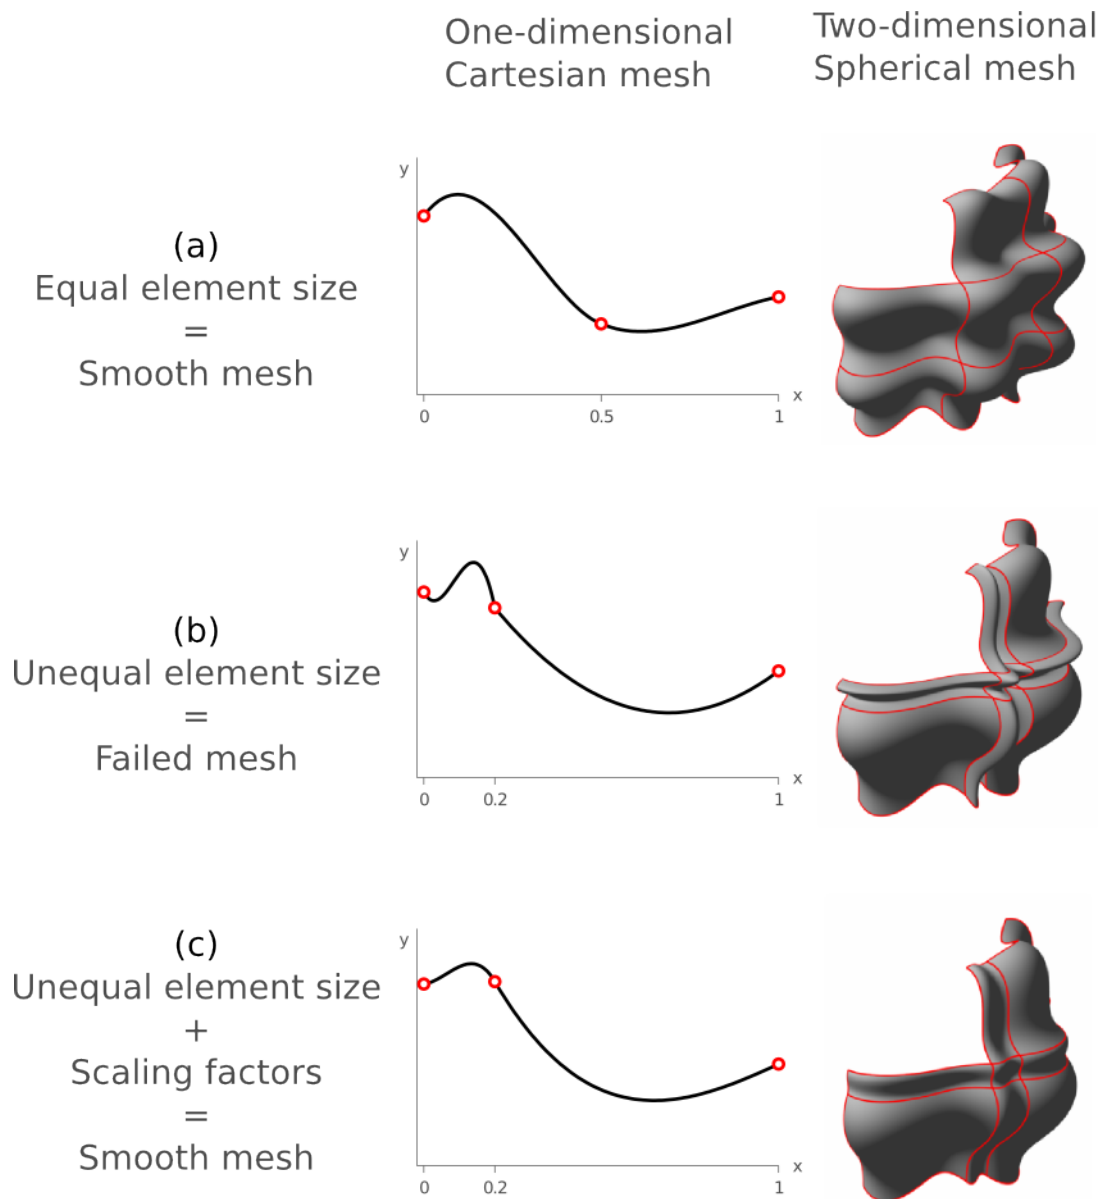 One-dimensional
Cartesian mesh
Two-dimensional
Spherical mesh
(a)
Equal element size
=
Smooth mesh
y
x
0
0.5
1
(b)
Unequal element size
=
Failed mesh
y
x
0
0.2
1
(c)
Unequal element size
+
Scaling factors
=
Smooth mesh
y
x
0
0.2
1